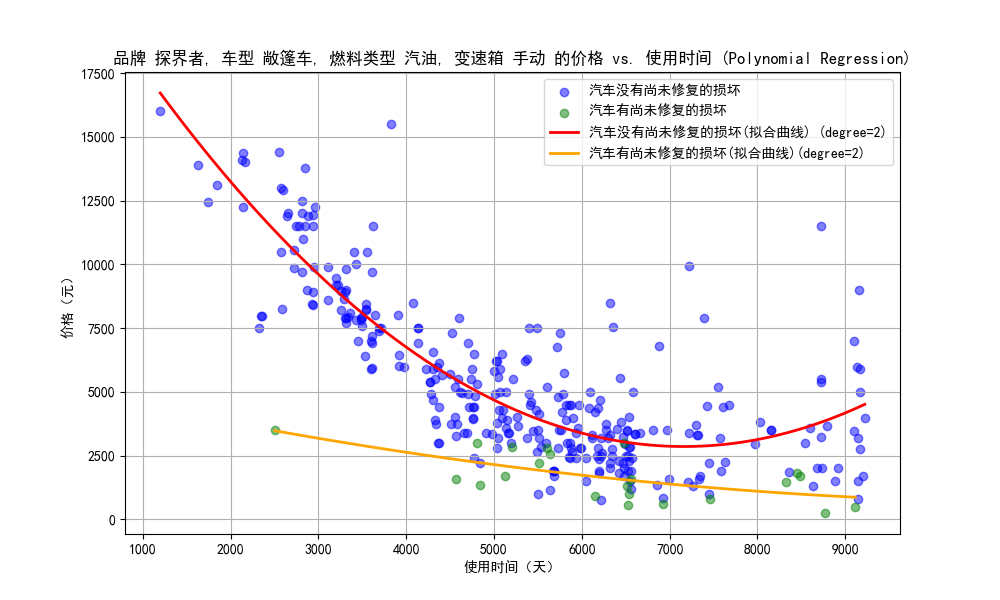 品牌 探界者, 车型 敞篷车, 燃料类型 汽油, 变速箱 手动 的价格 vs. 使用时间 (Polynomial Regression)
17500
15000
12500
10000
7500
5000
2500
0
价格（元）
汽车没有尚未修复的损坏
汽车有尚未修复的损坏
汽车没有尚未修复的损坏(拟合曲线) (degree=2)
汽车有尚未修复的损坏(拟合曲线)(degree=2)
1000 2000 3000 4000 5000 6000 7000 8000 9000
使用时间（天）